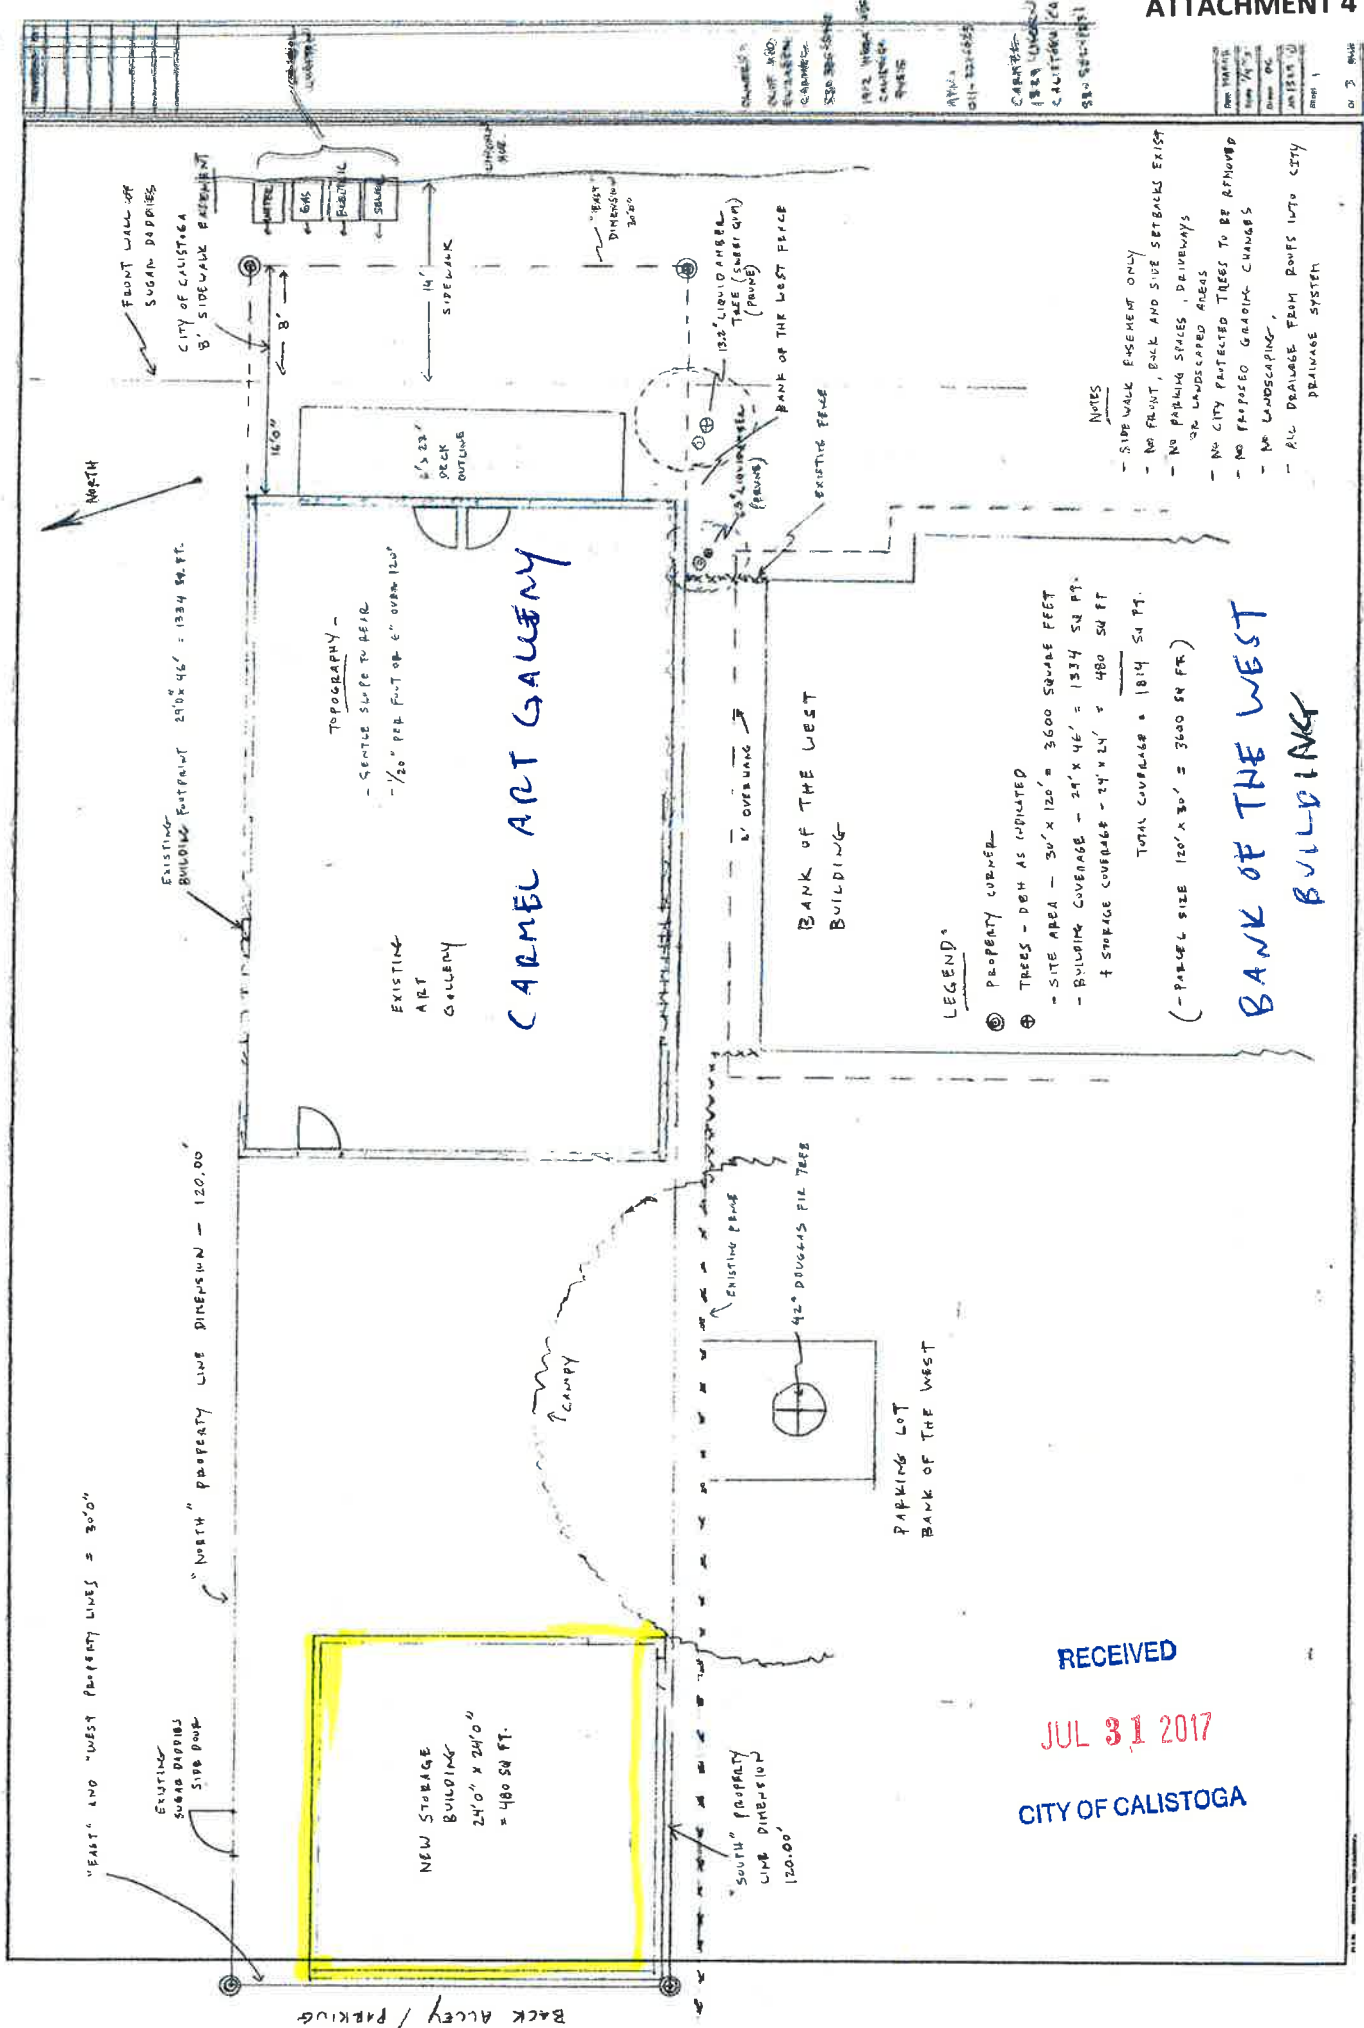 ATTACHMENT 4
FRONT WALL OF
SUGAR DADDIES
CITY OF CALISTOGA
8' SIDEWALK EASEMENT
WATER
GAS
ELECTRIC
SEWER
LINCOLN
AVE.
8'
14'
SIDEWALK
"EAST"
DIMENSION
30'0"
16'0"
NORTH
6'x 22'
DECK
OUTLINE
13.2" LIQUID AMBER
TREE (SWEET GUM)
(PRUNE)
BANK OF THE WEST FENCE
(PRUNE)
EXISTING FENCE
EXISTING
BUILDING FOOTPRINT 29'0" x 46' = 1334 SQ. FT.
TOPOGRAPHY -
- GENTLE SLOPE TO REAR
- 1/20" PER FOOT OR 6" OVER 120'
CARMEL ART GALLERY
EXISTING
ART
GALLERY
2' OVERHANG
BANK OF THE WEST
BUILDING
NOTES
- SIDEWALK EASEMENT ONLY
- NO FRONT, BACK AND SIDE SETBACKS EXIST
- NO PARKING SPACES, DRIVEWAYS
OR LANDSCAPED AREAS
- NO CITY PROTECTED TREES TO BE REMOVED
- NO PROPOSED GRADING CHANGES
- NO LANDSCAPING,
- ALL DRAINAGE FROM ROOFS INTO CITY
DRAINAGE SYSTEM
LEGEND:
PROPERTY CORNER
TREES - DBH AS INDICATED
- SITE AREA - 30' x 120' = 3600 SQUARE FEET
- BUILDING COVERAGE - 29' x 46' = 1334 SQ FT.
+ STORAGE COVERAGE - 24' x 24' = 480 SQ FT
TOTAL COVERAGE = 1814 SQ FT.
(- PARCEL SIZE 120' x 30' = 3600 SQ FT)
BANK OF THE WEST
BUILDING
"EAST" AND "WEST PROPERTY LINES = 30'0"
"NORTH" PROPERTY LINE DIMENSION - 120.00'
EXISTING
SUGAR DADDIES
SIDE DOOR
CANOPY
EXISTING FENCE
42" DOUGLAS FIR TREE
PARKING LOT
BANK OF THE WEST
NEW STORAGE
BUILDING
24'0" x 24'0"
= 480 SQ FT.
"SOUTH" PROPERTY
LINE DIMENSION
120.00'
BACK ALLEY / PARKING
RECEIVED
JUL 31 2017
CITY OF CALISTOGA